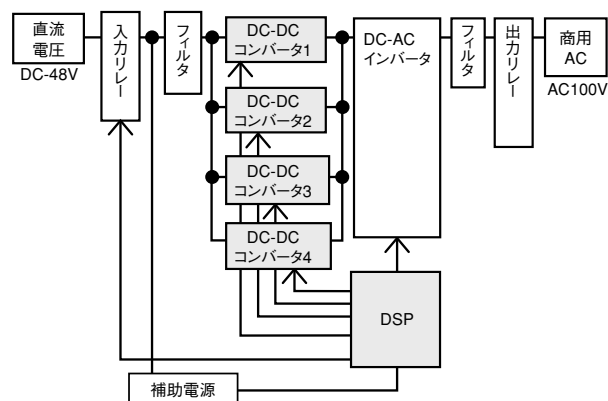 直流
電圧
DC-48V
入力リレー
フィルタ
DC-DC
コンバータ1
DC-DC
コンバータ2
DC-DC
コンバータ3
DC-DC
コンバータ4
DC-AC
インバータ
フィルタ
出力リレー
商用
AC
AC100V
DSP
補助電源